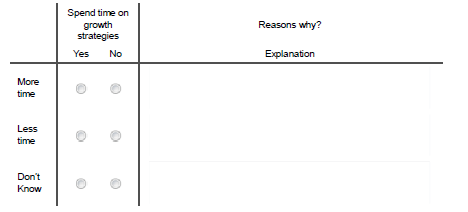 Spend time on
growth
strategies
Reasons why?
Yes No
Explanation
More
time
Less
time
Don't
Know